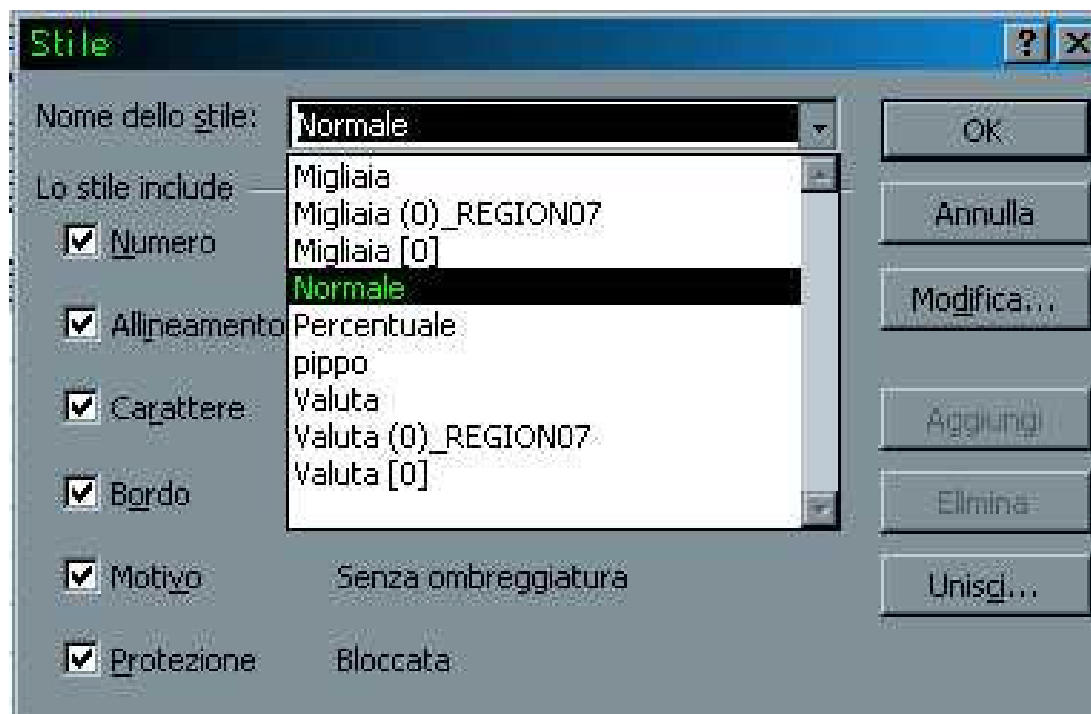 Stile
Nome dello stile: Normale
OK
Lo stile include
Migliaia
Migliaia (0)_REGION07
Migliaia [0]
Normale
Percentuale
pippo
Valuta
Valuta (0)_REGION07
Valuta [0]
Annulla
Modifica...
Aggiungi
Elimina
Unisci...
Numero
Allineamento
Carattere
Bordo
Motivo Senza ombreggiatura
Protezione Bloccata